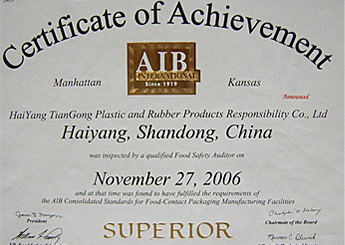 Certificate of Achievement
AIB
INTERNATIONAL
Since 1919
Manhattan Kansas
Announced
HaiYang TianGong Plastic and Rubber Products Responsibility Co., Ltd
Haiyang, Shandong, China
was inspected by a qualified Food Safety Auditor on
November 27, 2006
and at that time was found to have fulfilled the requirements of
the AIB Consolidated Standards for Food-Contact Packaging Manufacturing Facilities
President
Chairman of the Board
SUPERIOR